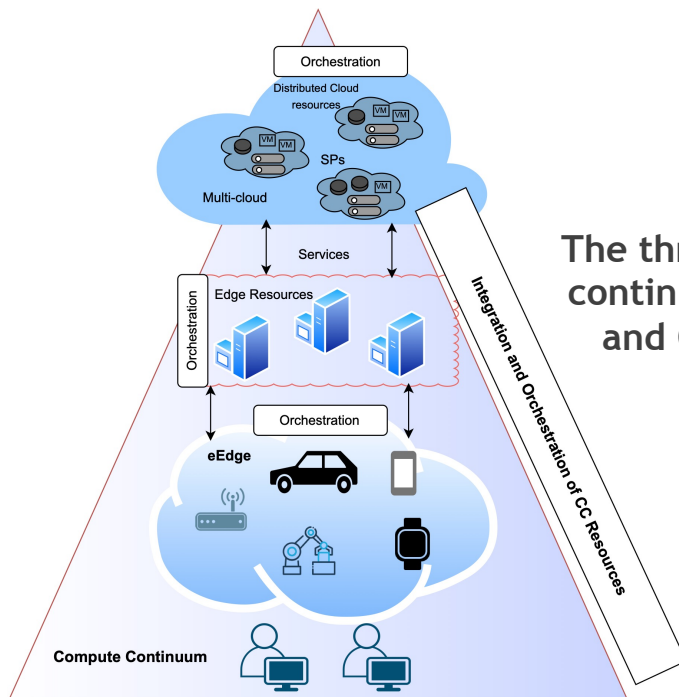 Orchestration
Distributed Cloud
resources
VM
VM
VM
VM
SPs
VM
Multi-cloud
Services
Orchestration
Edge Resources
Integration and Orchestration of CC Resources
The thr
contin
and
Orchestration
eEdge
Compute Continuum